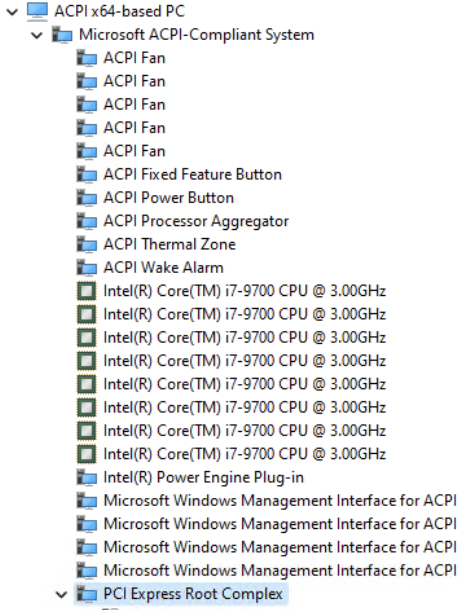 ACPI x64-based PC
Microsoft ACPI-Compliant System
ACPI Fan
ACPI Fan
ACPI Fan
ACPI Fan
ACPI Fan
ACPI Fixed Feature Button
ACPI Power Button
ACPI Processor Aggregator
ACPI Thermal Zone
ACPI Wake Alarm
Intel(R) Core(TM) i7-9700 CPU @ 3.00GHz
Intel(R) Core(TM) i7-9700 CPU @ 3.00GHz
Intel(R) Core(TM) i7-9700 CPU @ 3.00GHz
Intel(R) Core(TM) i7-9700 CPU @ 3.00GHz
Intel(R) Core(TM) i7-9700 CPU @ 3.00GHz
Intel(R) Core(TM) i7-9700 CPU @ 3.00GHz
Intel(R) Core(TM) i7-9700 CPU @ 3.00GHz
Intel(R) Core(TM) i7-9700 CPU @ 3.00GHz
Intel(R) Power Engine Plug-in
Microsoft Windows Management Interface for ACPI
Microsoft Windows Management Interface for ACPI
Microsoft Windows Management Interface for ACPI
Microsoft Windows Management Interface for ACPI
PCI Express Root Complex